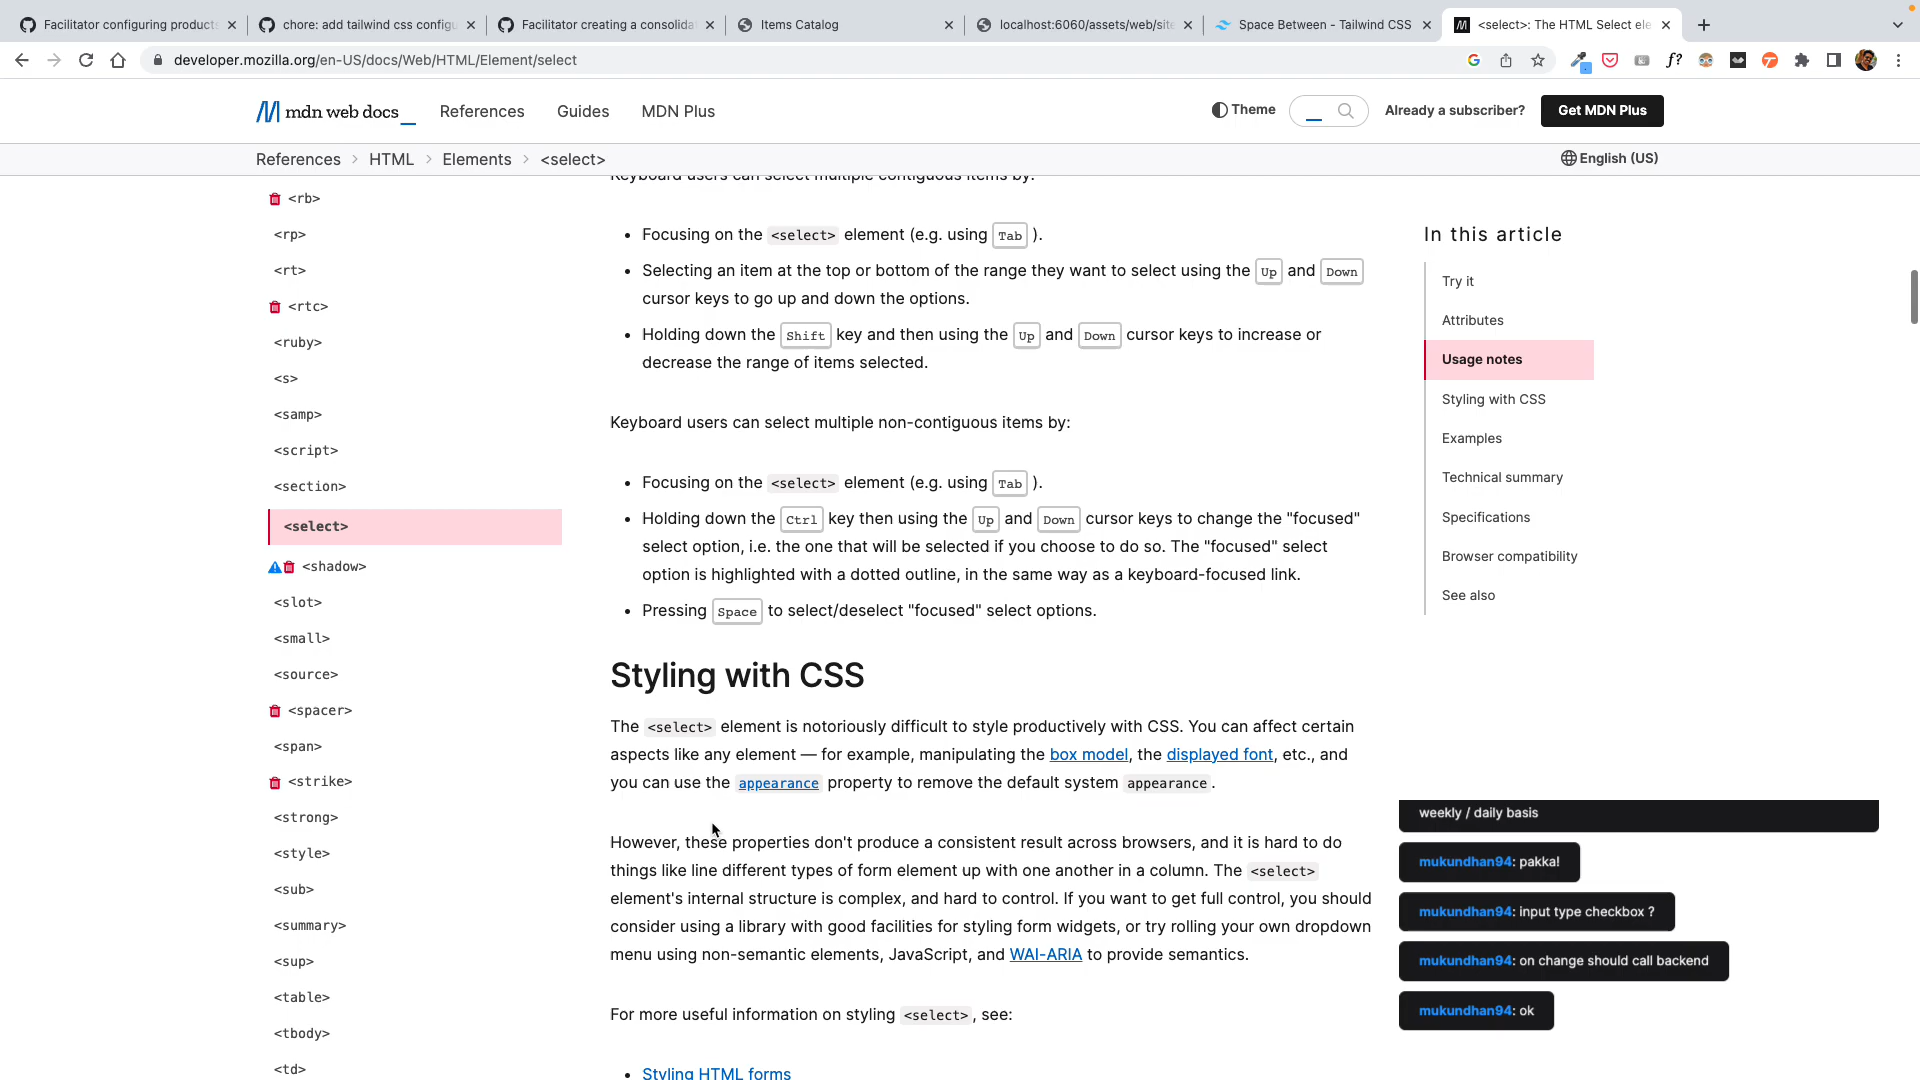 Facilitator configuring product:
chore: add tailwind css configu
Facilitator creating a consolidat
Items Catalog
localhost:6060/assets/web/site
Space Between - Tailwind CSS
<select>: The HTML Select ele
developer.mozilla.org/en-US/docs/Web/HTML/Element/select
mdn web docs_
References
Guides
MDN Plus
Theme
Already a subscriber?
Get MDN Plus
References > HTML > Elements > <select>
English (US)
<rb>
<rp>
<rt>
<rtc>
<ruby>
<s>
<samp>
<script>
<section>
<select>
<shadow>
<slot>
<small>
<source>
<spacer>
<span>
<strike>
<strong>
<style>
<sub>
<summary>
<sup>
<table>
<tbody>
<td>
Keyboard users can select multiple contiguous items by:
• Focusing on the <select> element (e.g. using Tab ).
• Selecting an item at the top or bottom of the range they want to select using the Up and Down
cursor keys to go up and down the options.
• Holding down the Shift key and then using the Up and Down cursor keys to increase or
decrease the range of items selected.
Keyboard users can select multiple non-contiguous items by:
• Focusing on the <select> element (e.g. using Tab ).
• Holding down the Ctrl key then using the Up and Down cursor keys to change the "focused"
select option, i.e. the one that will be selected if you choose to do so. The "focused" select
option is highlighted with a dotted outline, in the same way as a keyboard-focused link.
• Pressing Space to select/deselect "focused" select options.
Styling with CSS
The <select> element is notoriously difficult to style productively with CSS. You can affect certain
aspects like any element — for example, manipulating the box model, the displayed font, etc., and
you can use the appearance property to remove the default system appearance.
However, these properties don't produce a consistent result across browsers, and it is hard to do
things like line different types of form element up with one another in a column. The <select>
element's internal structure is complex, and hard to control. If you want to get full control, you should
consider using a library with good facilities for styling form widgets, or try rolling your own dropdown
menu using non-semantic elements, JavaScript, and WAI-ARIA to provide semantics.
For more useful information on styling <select>, see:
• Styling HTML forms
In this article
Try it
Attributes
Usage notes
Styling with CSS
Examples
Technical summary
Specifications
Browser compatibility
See also
weekly / daily basis
mukundhan94: pakka!
mukundhan94: input type checkbox ?
mukundhan94: on change should call backend
mukundhan94: ok